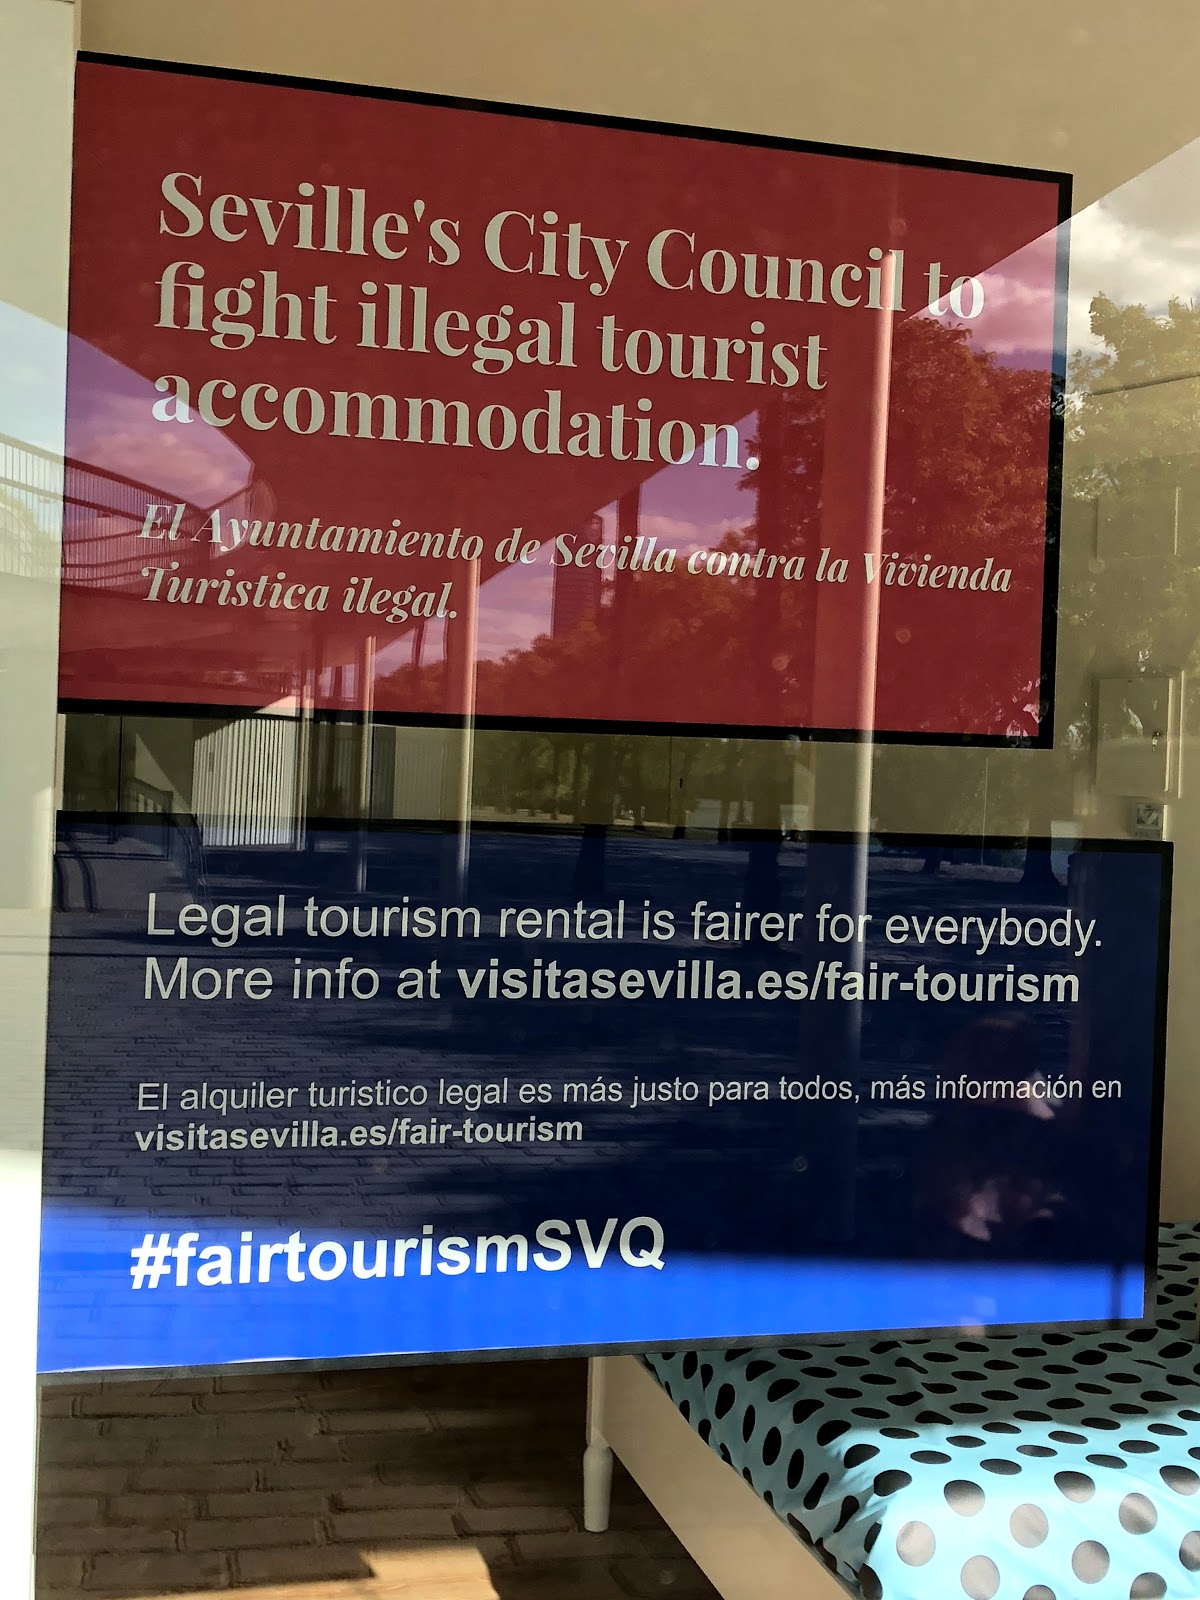 Seville's City Council to
fight illegal tourist
accommodation.
El Ayuntamiento de Sevilla contra la Vivienda
Turistica ilegal.
Legal tourism rental is fairer for everybody.
More info at visitasevilla.es/fair-tourism
El alquiler turistico legal es más justo para todos, más información en
visitasevilla.es/fair-tourism
#fairtourismSVQ